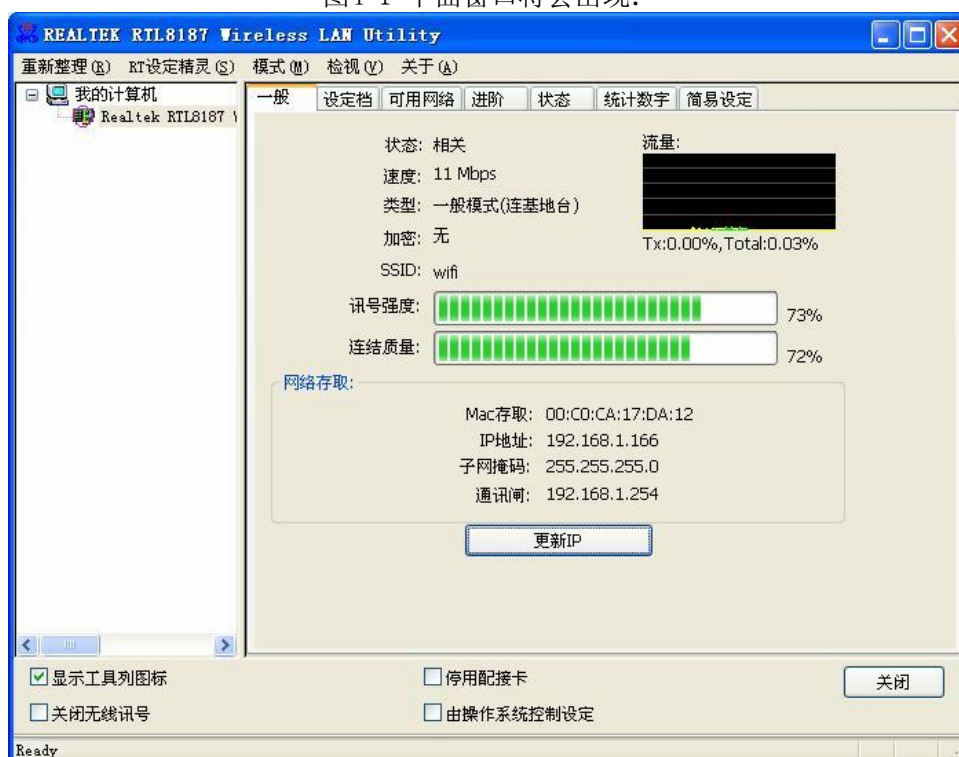 REALTEK RTL8187 Wireless LAN Utility
重新整理(R) RT设定精灵(S) 模式(M) 检视(V) 关于(A)
我的计算机
Realtek RTL8187
一般 设定档 可用网络 进阶 状态 统计数字 简易设定
状态: 相关
流量:
速度: 11 Mbps
类型: 一般模式(连基地台)
加密: 无
Tx:0.00%,Total:0.03%
SSID: wifi
讯号强度: 73%
连结质量: 72%
网络存取:
Mac存取: 00:C0:CA:17:DA:12
IP地址: 192.168.1.166
子网掩码: 255.255.255.0
通讯闸: 192.168.1.254
更新IP
显示工具列图标
停用配接卡
关闭
关闭无线讯号
由操作系统控制设定
Ready